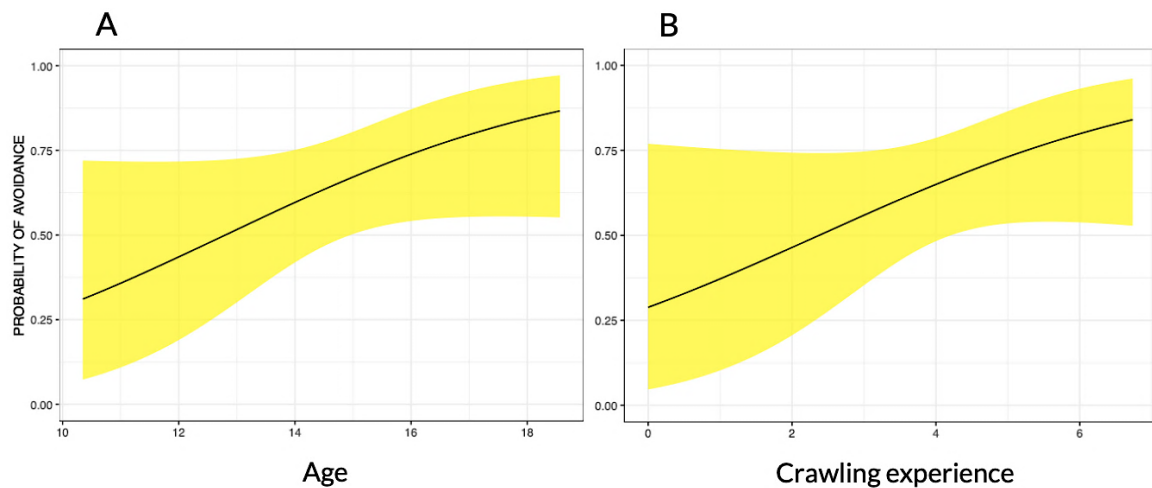 A
B
PROBABILITY OF AVOIDANCE
1.00
0.75
0.50
0.25
0.00
10 12 14 16 18
Age
1.00
0.75
0.50
0.25
0.00
0 2 4 6
Crawling experience